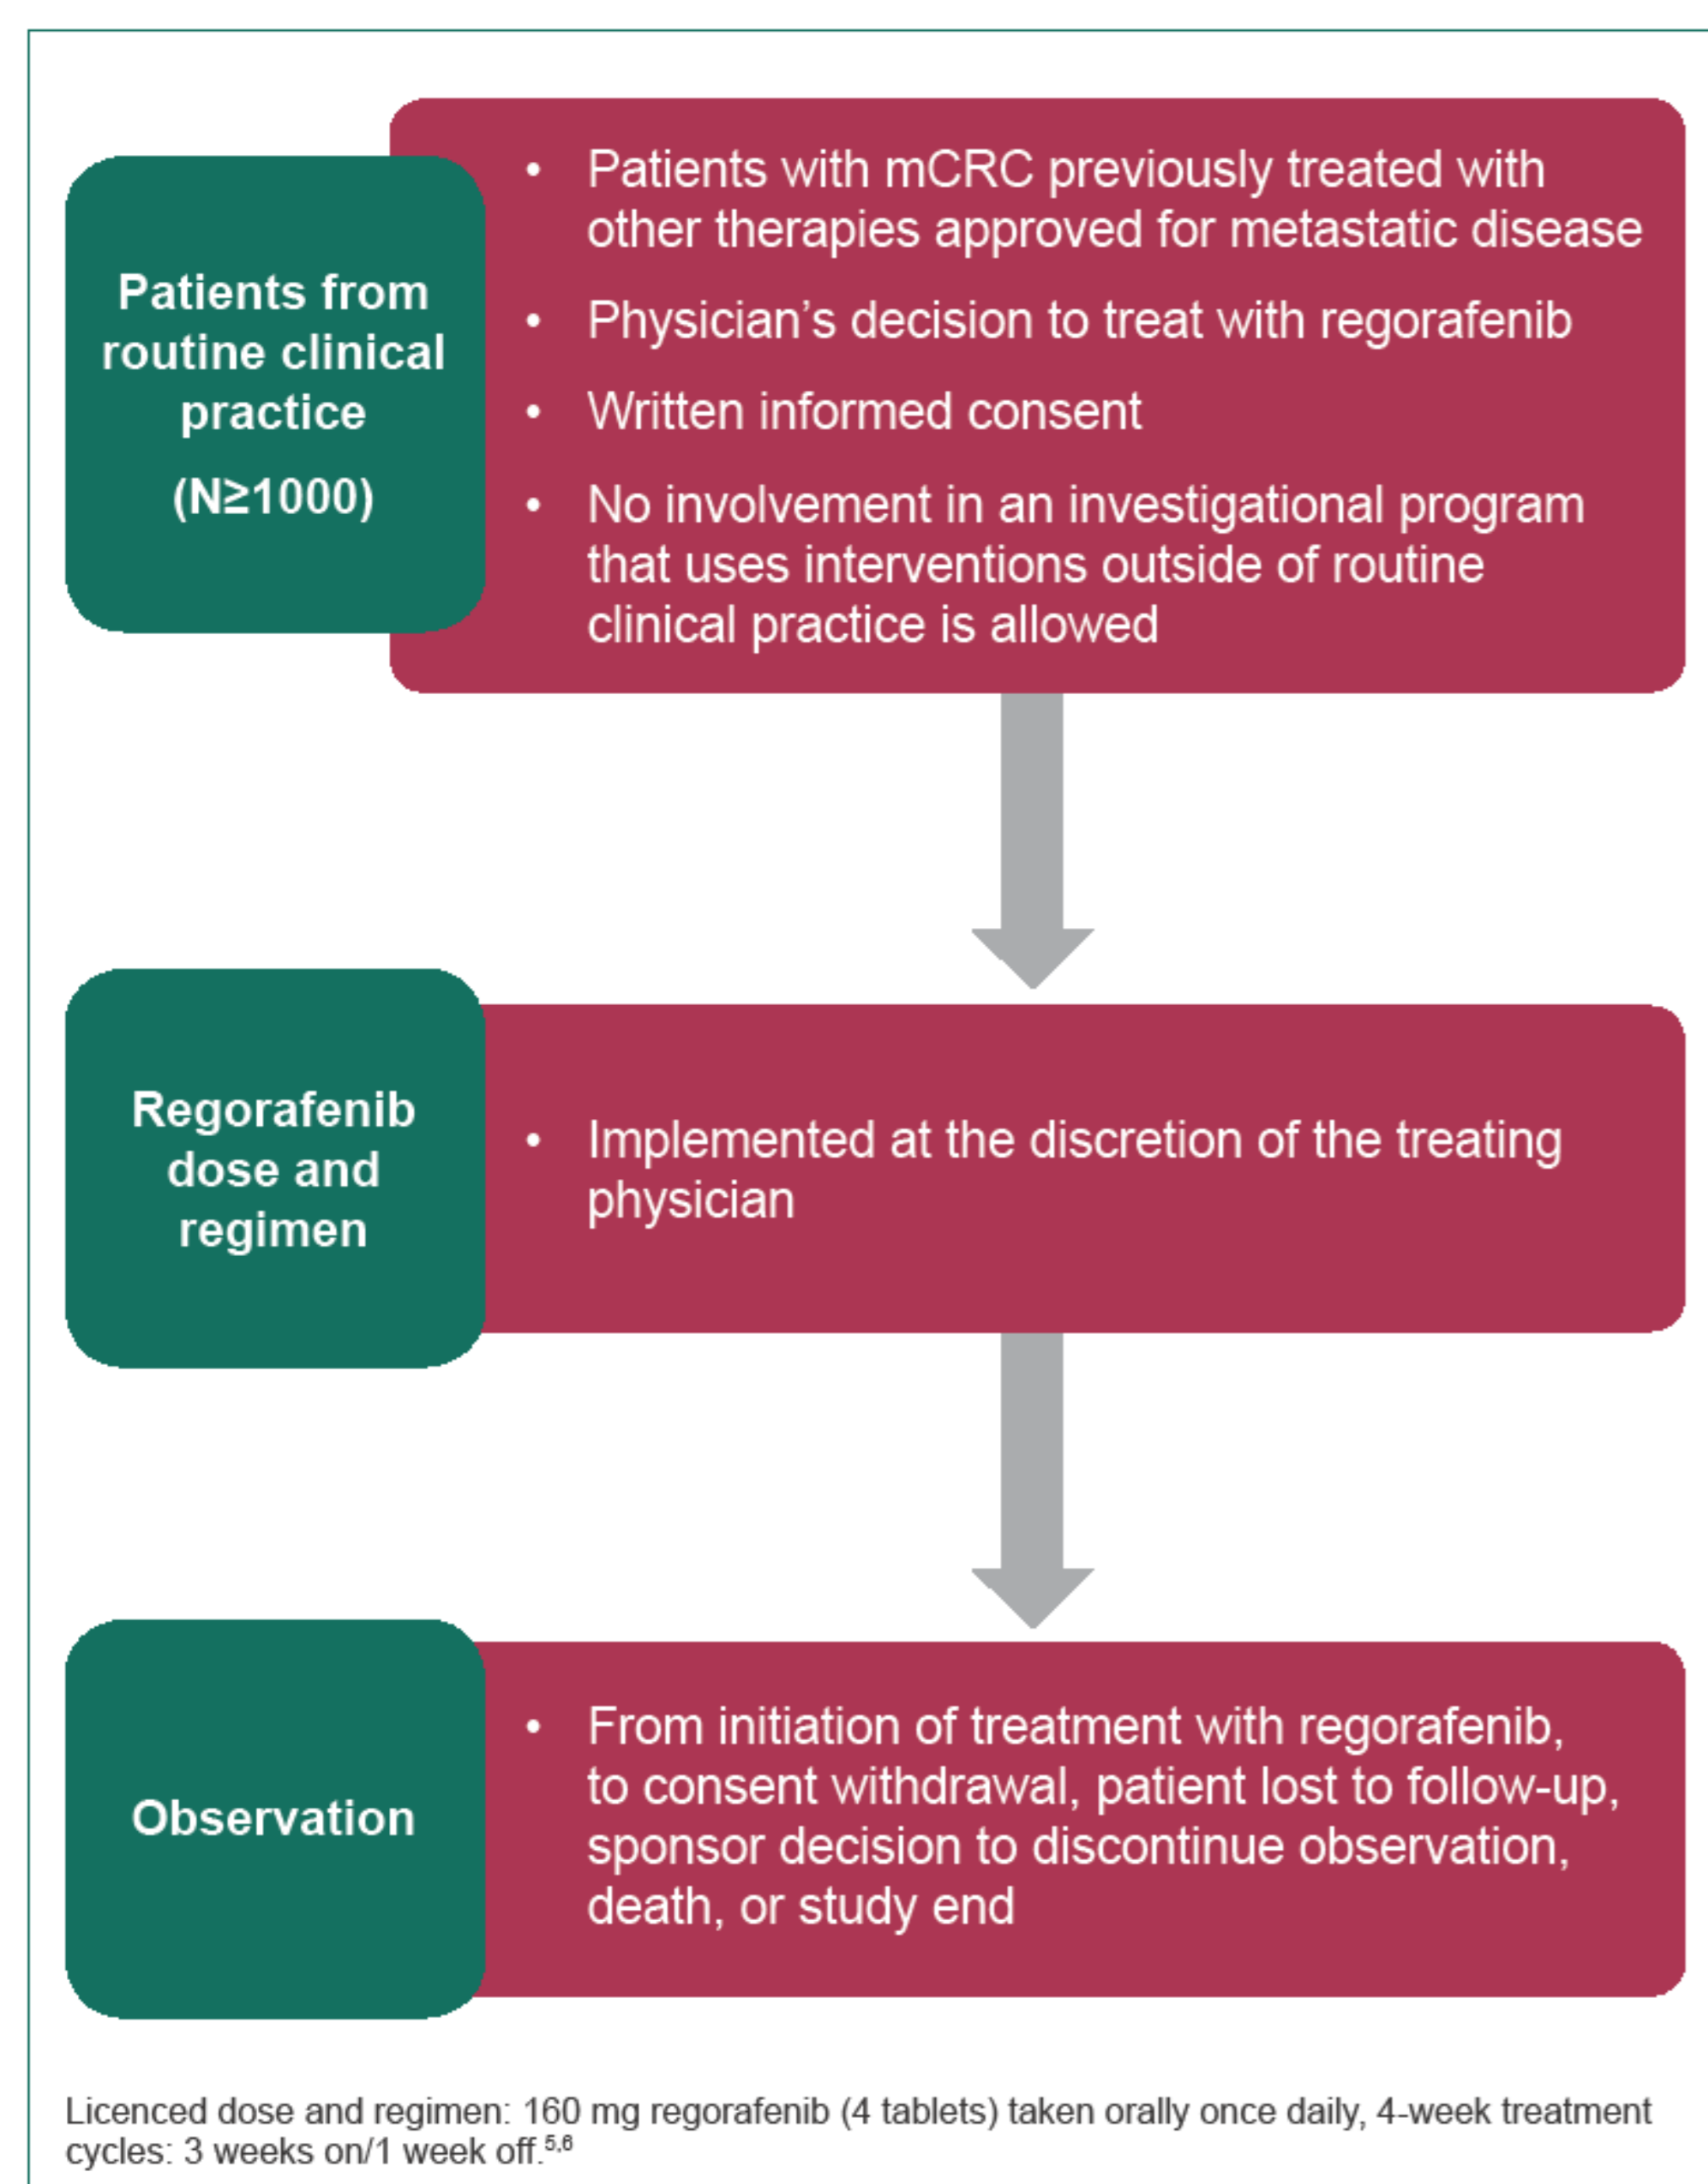 Patients from
routine clinical
practice
(N≥1000)
• Patients with mCRC previously treated with
other therapies approved for metastatic disease
• Physician’s decision to treat with regorafenib
• Written informed consent
• No involvement in an investigational program
that uses interventions outside of routine
clinical practice is allowed
Regorafenib
dose and
regimen
• Implemented at the discretion of the treating
physician
Observation
• From initiation of treatment with regorafenib,
to consent withdrawal, patient lost to follow-up,
sponsor decision to discontinue observation,
death, or study end
Licenced dose and regimen: 160 mg regorafenib (4 tablets) taken orally once daily, 4-week treatment
cycles: 3 weeks on/1 week off.5,6